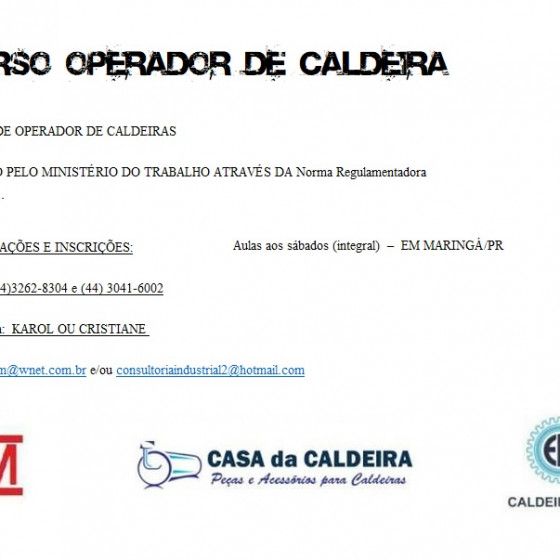 RSO OPERADOR DE CALDEIRA
DE OPERADOR DE CALDEIRAS
O PELO MINISTÉRIO DO TRABALHO ATRAVÉS DA Norma Regulamentadora
.
AÇÕES E INSCRIÇÕES:
Aulas aos sábados (integral) – EM MARINGÀ/PR
4)3262-8304 e (44) 3041-6002
: KAROL OU CRISTIANE
m@wnet.com.br e/ou consultoriaindustrial2@hotmail.com
M
CASA da CALDEIRA
Peças e Acessórios para Caldeiras
CALDEI